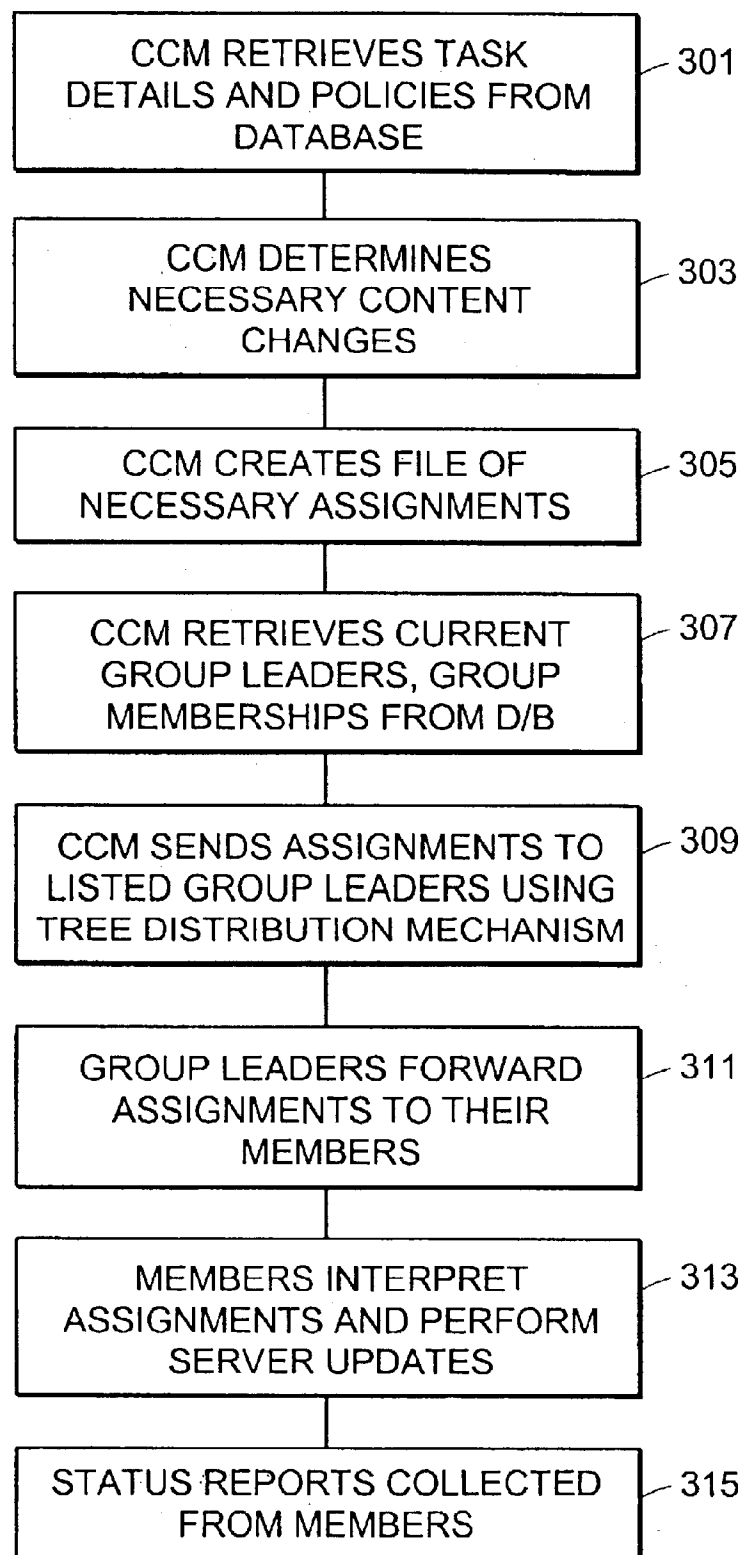 CCM RETRIEVES TASK
DETAILS AND POLICIES FROM
DATABASE
301
CCM DETERMINES
NECESSARY CONTENT
CHANGES
303
CCM CREATES FILE OF
NECESSARY ASSIGNMENTS
305
CCM RETRIEVES CURRENT
GROUP LEADERS, GROUP
MEMBERSHIPS FROM D/B
307
CCM SENDS ASSIGNMENTS TO
LISTED GROUP LEADERS USING
TREE DISTRIBUTION MECHANISM
309
GROUP LEADERS FORWARD
ASSIGNMENTS TO THEIR
MEMBERS
311
MEMBERS INTERPRET
ASSIGNMENTS AND PERFORM
SERVER UPDATES
313
STATUS REPORTS COLLECTED
FROM MEMBERS
315